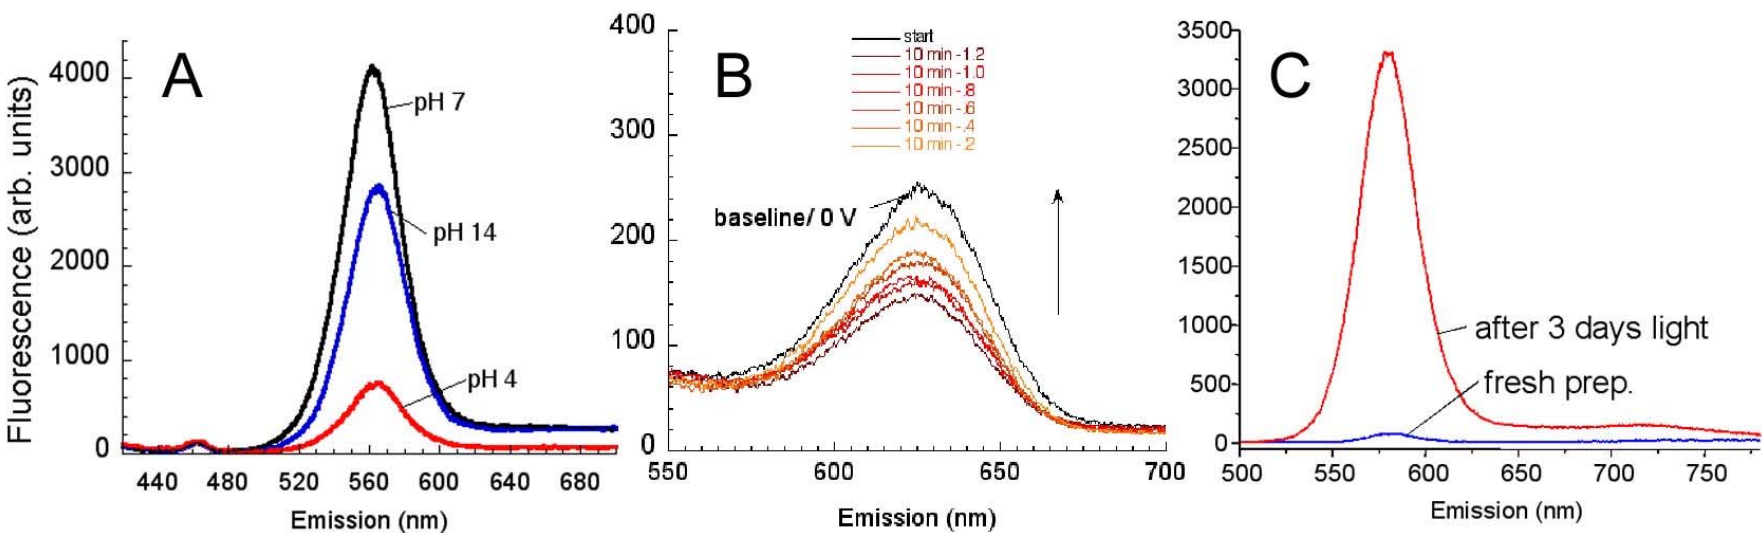 A
Fluorescence (arb. units)
4000
3000
2000
1000
0
pH 7
pH 14
pH 4
440 480 520 560 600 640 680
Emission (nm)
B
400
300
200
100
0
start
10 min -1.2
10 min -1.0
10 min -.8
10 min -.6
10 min -.4
10 min -.2
baseline/ 0 V
550 600 650 700
Emission (nm)
C
3500
3000
2500
2000
1500
1000
500
0
after 3 days light
fresh prep.
500 550 600 650 700 750
Emission (nm)